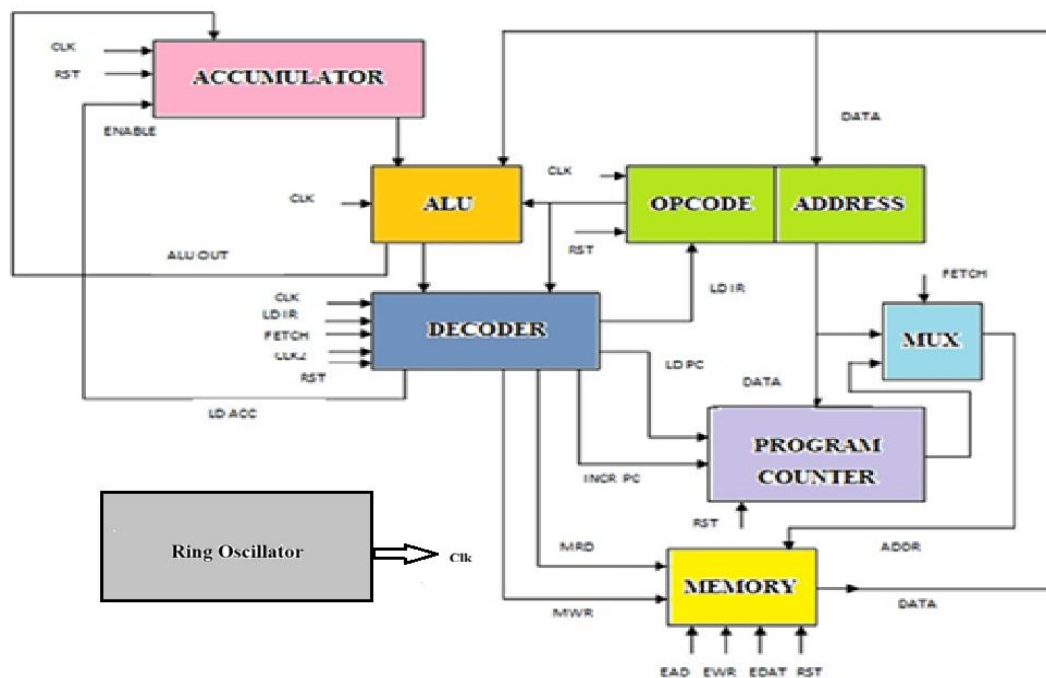 CLK
ACCUMULATOR
RST
ENABLE
DATA
CLK
CLK
ALU
OPCODE
ADDRESS
RST
ALU OUT
LD IR
FETCH
CLK
LD IR
DECODER
FETCH
CLK2
RST
MUX
LD PC
DATA
LD ACC
PROGRAM
COUNTER
INCR PC
RST
Ring Oscillator
Clk
MRD
ADDR
MEMORY
MWR
DATA
EAD EWR EDAT RST